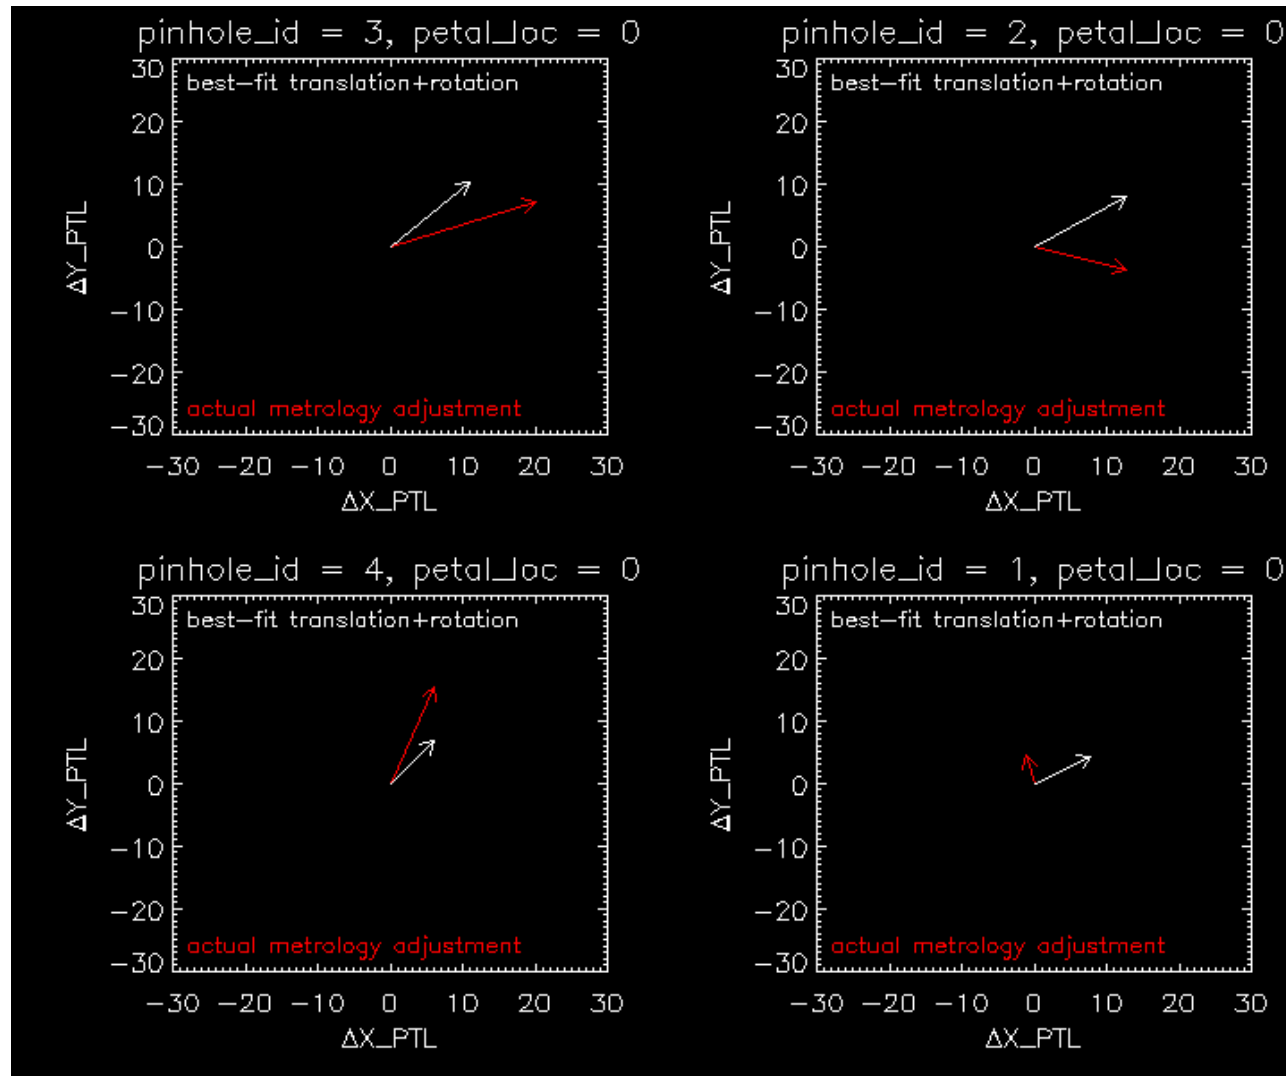 pinhole_id = 3, petal_loc = 0
30
best-fit translation+rotation
20
10
0
-10
-20
-30
ΔY_PTL
actual metrology adjustment
-30 -20 -10 0 10 20 30
ΔX_PTL
pinhole_id = 2, petal_loc = 0
30
best-fit translation+rotation
20
10
0
-10
-20
-30
ΔY_PTL
actual metrology adjustment
-30 -20 -10 0 10 20 30
ΔX_PTL
pinhole_id = 4, petal_loc = 0
30
best-fit translation+rotation
20
10
0
-10
-20
-30
ΔY_PTL
actual metrology adjustment
-30 -20 -10 0 10 20 30
ΔX_PTL
pinhole_id = 1, petal_loc = 0
30
best-fit translation+rotation
20
10
0
-10
-20
-30
ΔY_PTL
actual metrology adjustment
-30 -20 -10 0 10 20 30
ΔX_PTL